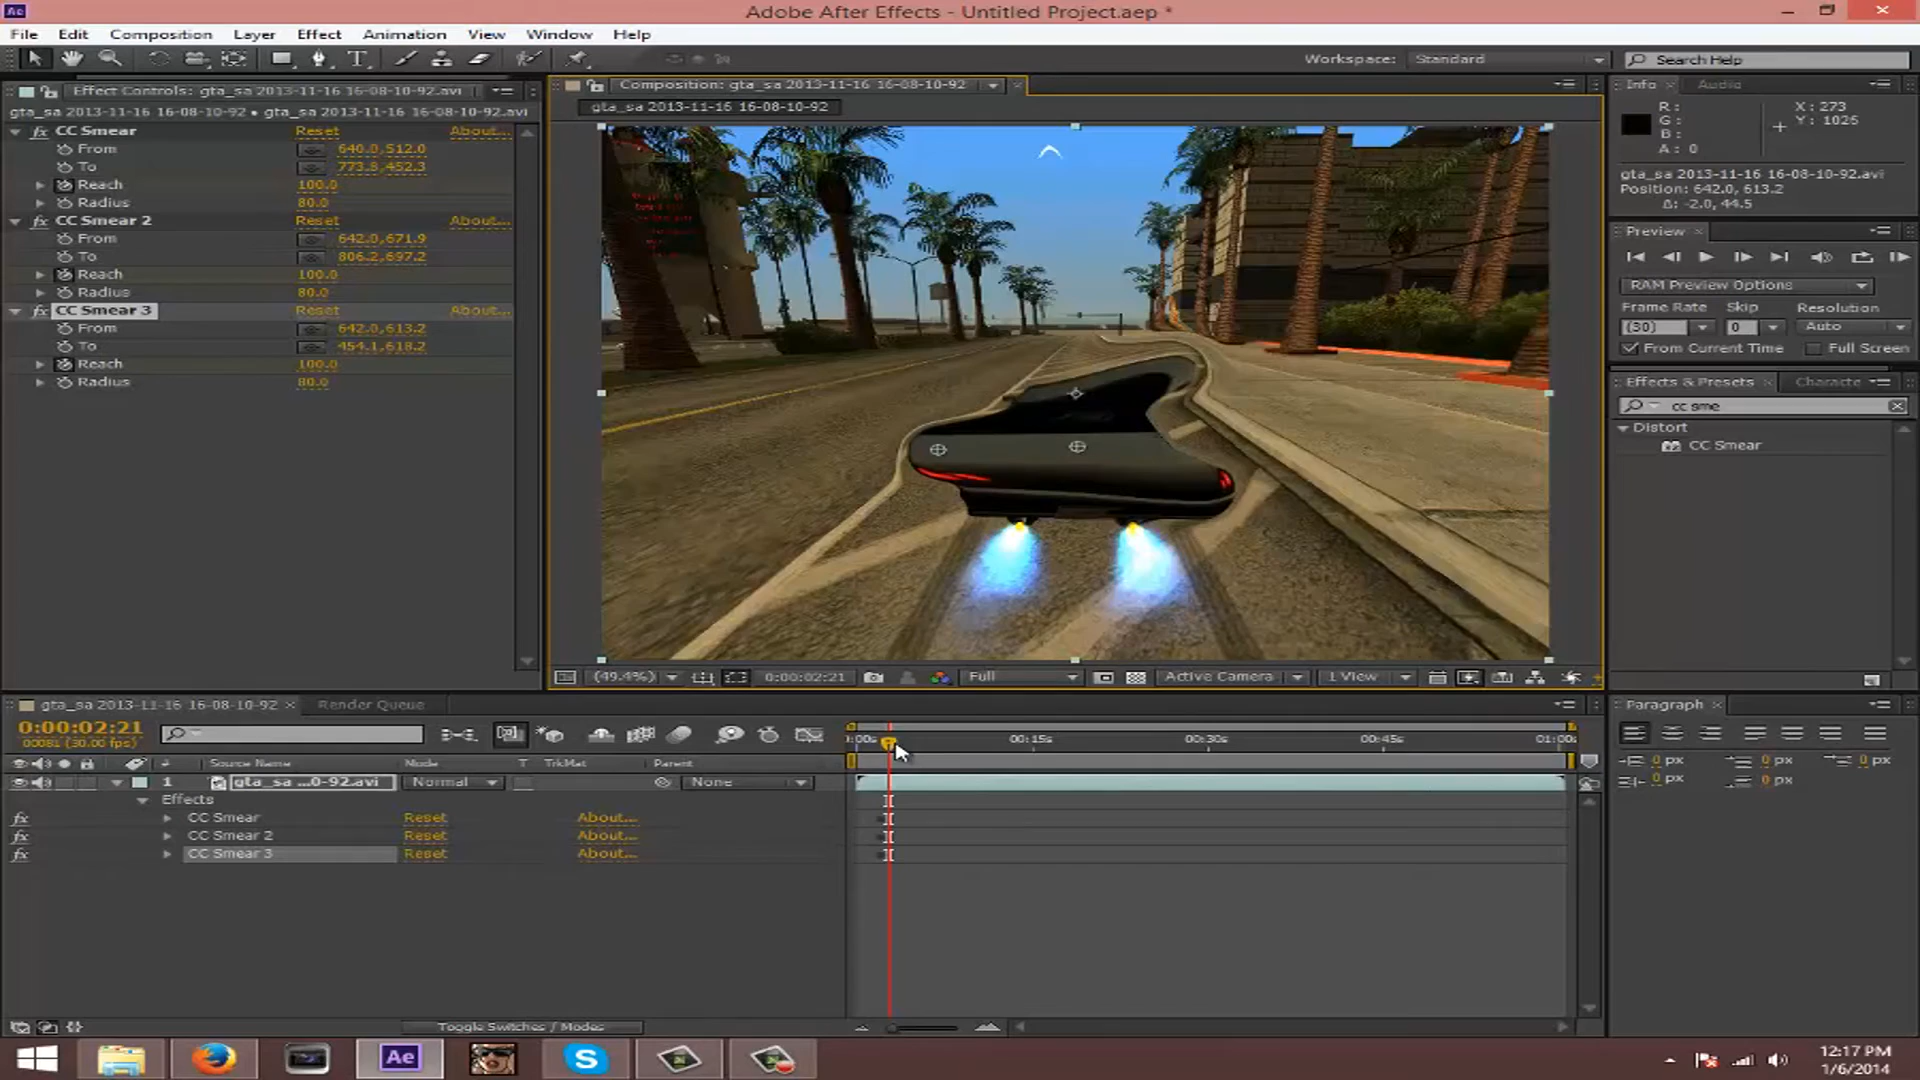 Ae
Adobe After Effects - Untitled Project.aep *
File Edit Composition Layer Effect Animation View Window Help
Workspace: Standard
Search Help
Effect Controls: gta_sa 2013-11-16 16-08-10-92.avi
gta_sa 2013-11-16 16-08-10-92 • gta_sa 2013-11-16 16-08-10-92.avi
fx CC Smear Reset About...
From 640.0,512.0
To 773.8,452.3
Reach 100.0
Radius 80.0
fx CC Smear 2 Reset About...
From 642.0,671.9
To 806.2,697.2
Reach 100.0
Radius 80.0
fx CC Smear 3 Reset About...
From 642.0,613.2
To 454.1,618.2
Reach 100.0
Radius 80.0
Composition: gta_sa 2013-11-16 16-08-10-92
gta_sa 2013-11-16 16-08-10-92
(49.4%) 0:00:02:21 Full Active Camera 1 View
Info Audio
R: X: 273
G: Y: 1026
B:
A: 0
gta_sa 2013-11-16 16-08-10-92.avi
Position: 642.0, 613.2
Δ: -2.0, 44.5
Preview
RAM Preview Options
Frame Rate Skip Resolution
(30) 0 Auto
From Current Time Full Screen
Effects & Presets Characte
cc sme
Distort
CC Smear
Paragraph
0 px 0 px 0 px
0 px 0 px
gta_sa 2013-11-16 16-08-10-92 Render Queue
0:00:02:21
00081 (30.00 fps)
:00s 00:15s 00:30s 00:45s 01:00s
# Source Name Mode T TrkMat Parent
1 gta_sa ...0-92.avi Normal None
Effects
fx CC Smear Reset About...
fx CC Smear 2 Reset About...
fx CC Smear 3 Reset About...
Toggle Switches / Modes
Ae
12:17 PM
1/6/2014